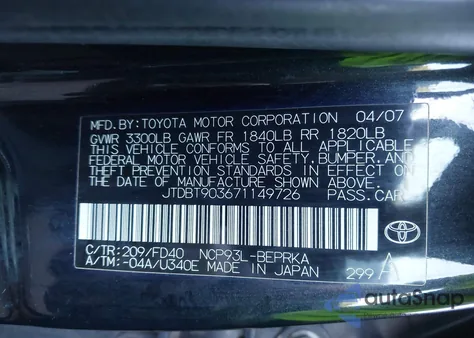 MFD. BY: TOYOTA MOTOR CORPORATION 04/07
GVWR 3300LB GAWR FR 1840LB RR 1820LB
THIS VEHICLE CONFORMS TO ALL APPLICABLE
FEDERAL MOTOR VEHICLE SAFETY, BUMPER, AND
THEFT PREVENTION STANDARDS IN EFFECT ON
THE DATE OF MANUFACTURE SHOWN ABOVE.
JTDBT903671149726 PASS. CAR
C/TR: 209/FD40 NCP93L-BEPRKA
A/TM: -04A/U340E MADE IN JAPAN
299 A
TOYOTA
autoSnap